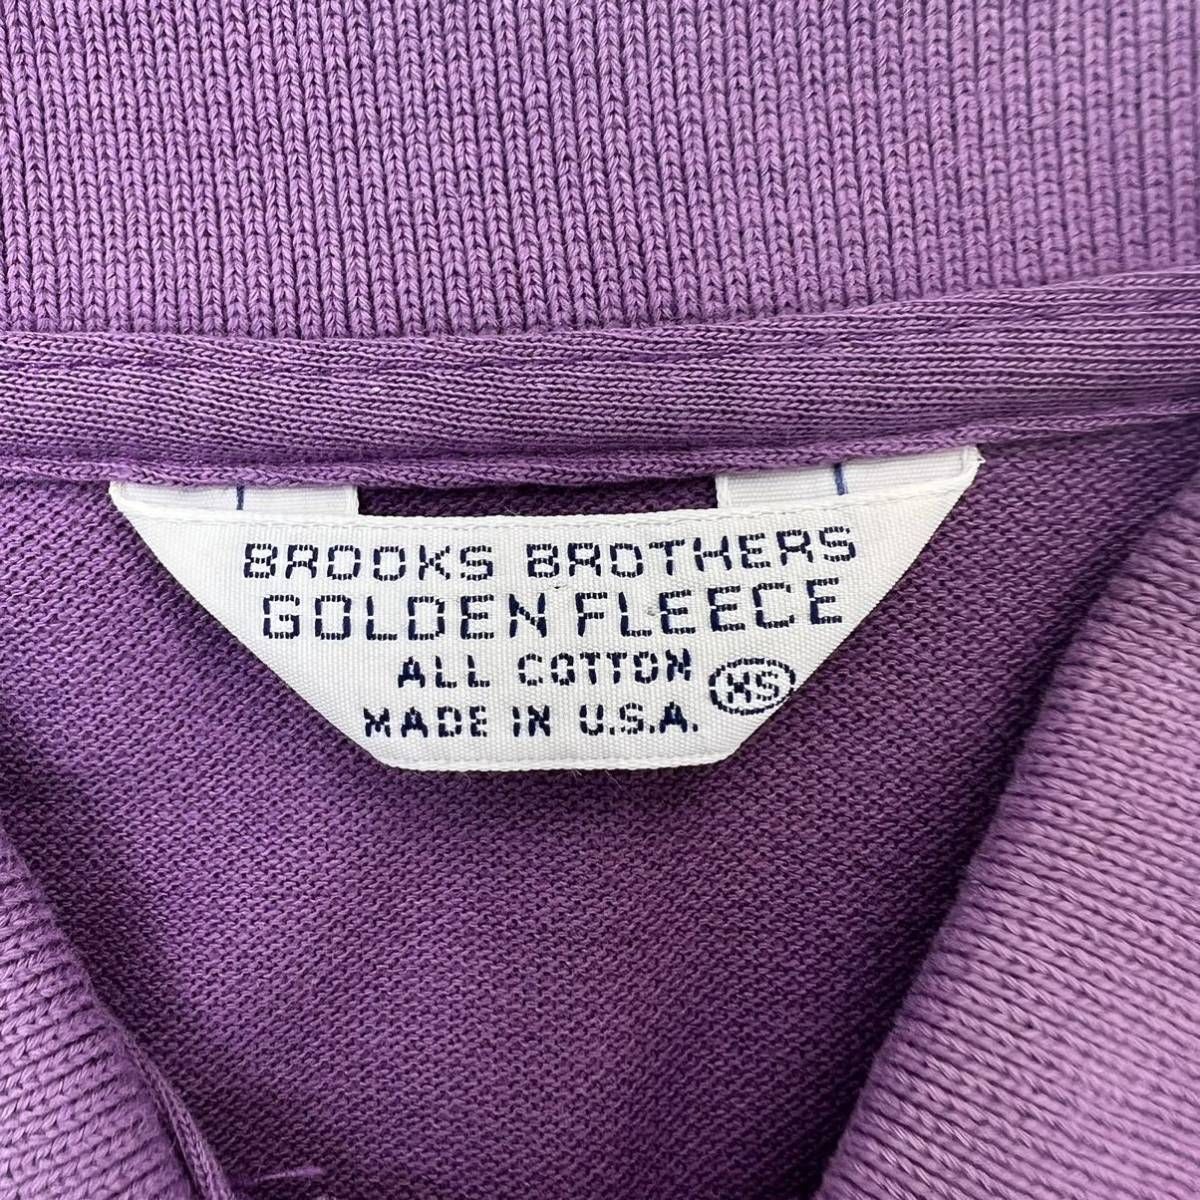 BROOKS BROTHERS
GOLDEN FLEECE
ALL COTTON
XS
MADE IN U.S.A.